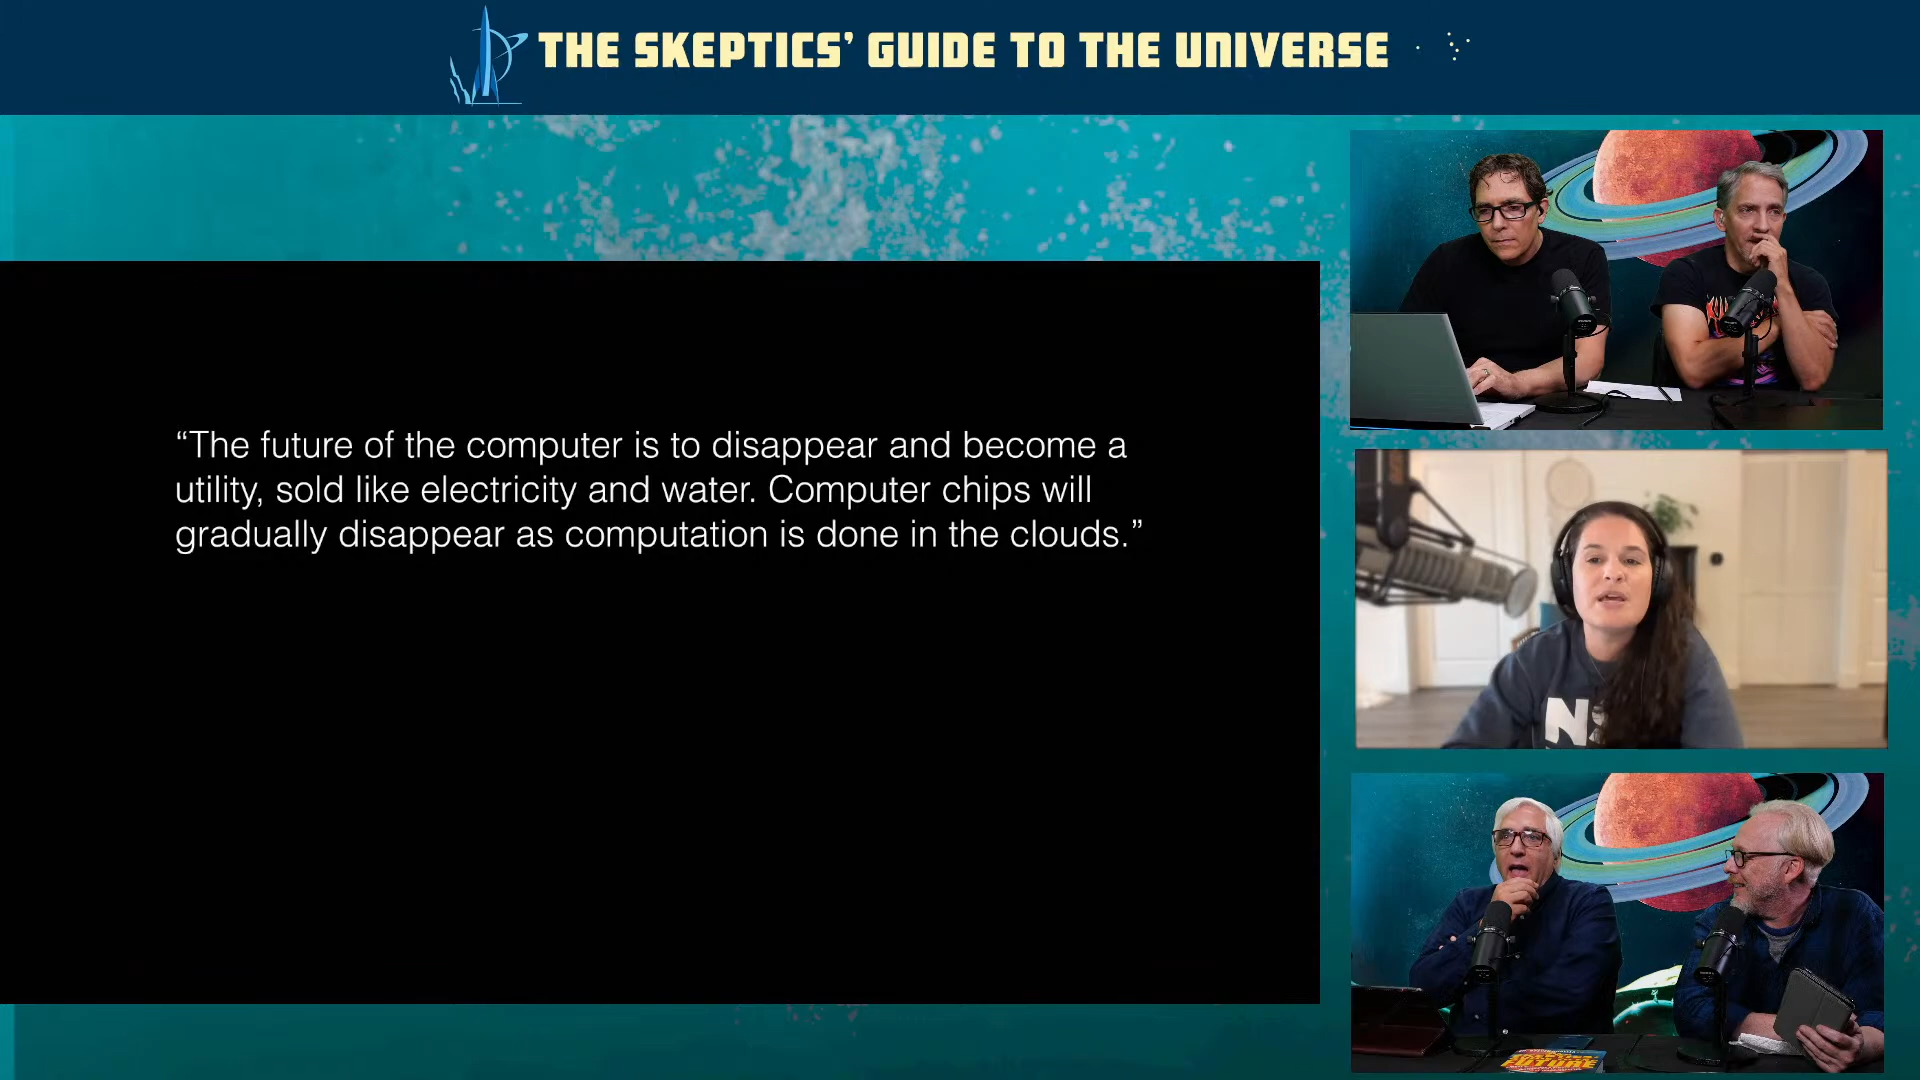 THE SKEPTICS’ GUIDE TO THE UNIVERSE
“The future of the computer is to disappear and become a
utility, sold like electricity and water. Computer chips will
gradually disappear as computation is done in the clouds.”
FUTURE